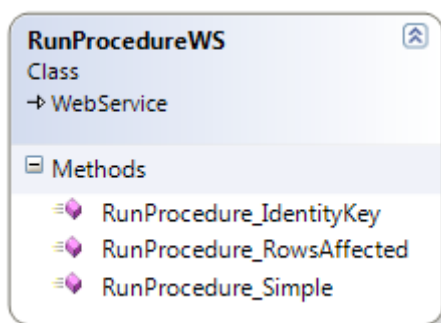 RunProcedureWS
Class
WebService
Methods
RunProcedure_IdentityKey
RunProcedure_RowsAffected
RunProcedure_Simple